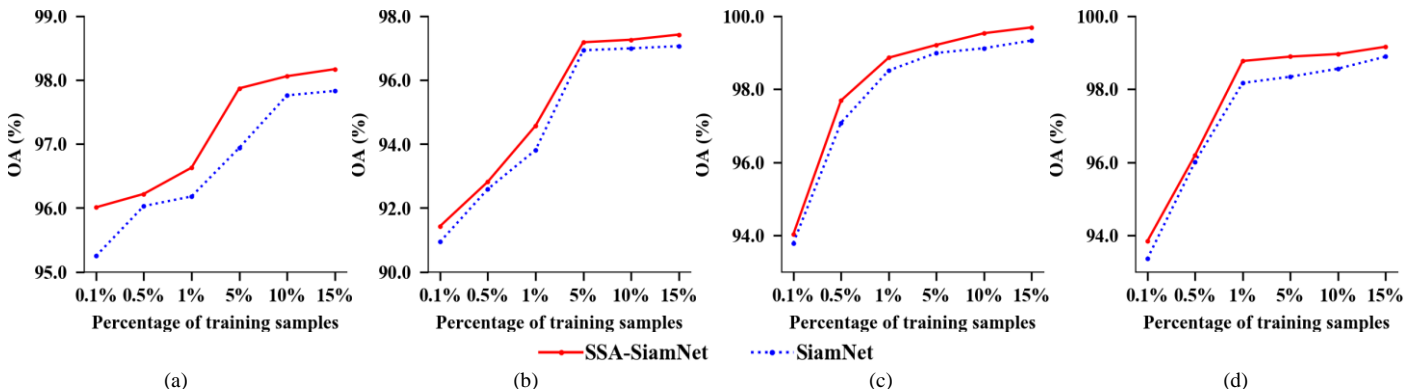 99.0
98.0
97.0
96.0
95.0
OA (%)
0.1% 0.5% 1% 5% 10% 15%
Percentage of training samples
98.0
96.0
94.0
92.0
90.0
OA (%)
0.1% 0.5% 1% 5% 10% 15%
Percentage of training samples
100.0
98.0
96.0
94.0
OA (%)
0.1% 0.5% 1% 5% 10% 15%
Percentage of training samples
100.0
98.0
96.0
94.0
OA (%)
0.1% 0.5% 1% 5% 10% 15%
Percentage of training samples
SSA-SiamNet SiamNet
(a) (b) (c) (d)